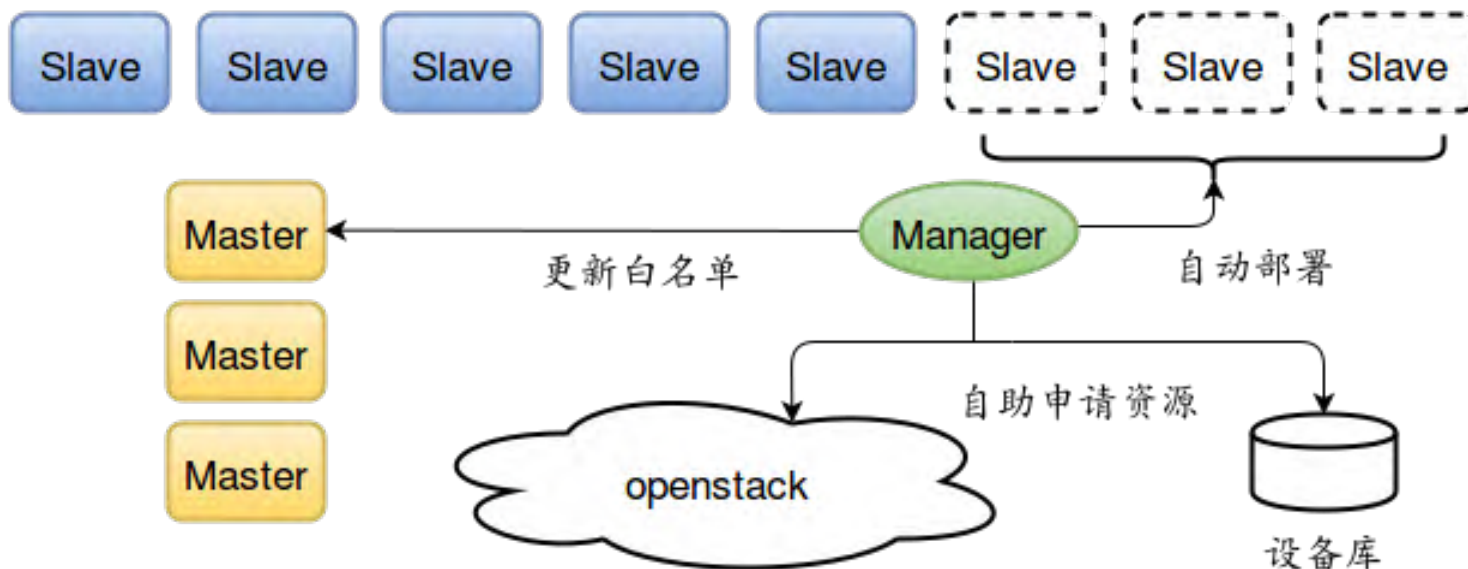 Slave Slave Slave Slave Slave Slave Slave Slave
Master
Manager
更新白名单
自动部署
Master
自助申请资源
Master
openstack
设备库